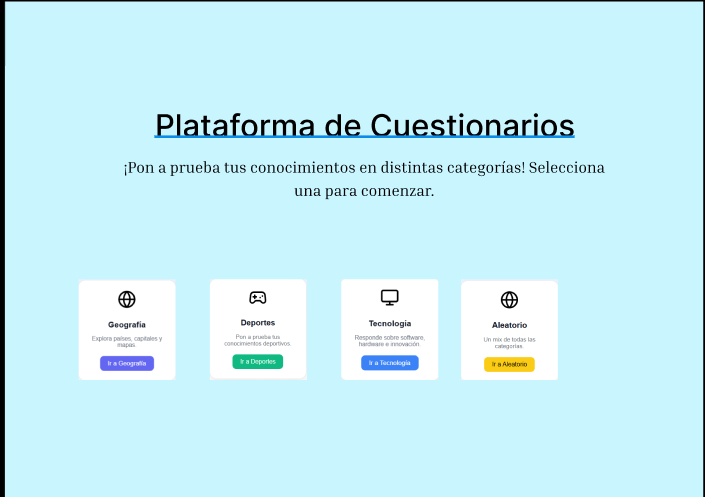 Plataforma de Cuestionarios
¡Pon a prueba tus conocimientos en distintas categorías! Selecciona
una para comenzar.
Geografía
Explora países, capitales y
mapas
Ir a Geografía
Deportes
Pon a prueba tus
conocimientos deportivos.
Ir a Deportes
Tecnología
Responde sobre software,
hardware e innovación
Ir a Tecnología
Aleatorio
Un mix de todas las
categorías
Ir a Aleatorio